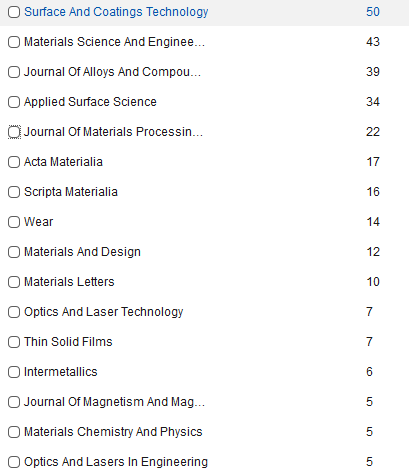 Surface And Coatings Technology 50
Materials Science And Enginee... 43
Journal Of Alloys And Compou... 39
Applied Surface Science 34
Journal Of Materials Processin... 22
Acta Materialia 17
Scripta Materialia 16
Wear 14
Materials And Design 12
Materials Letters 10
Optics And Laser Technology 7
Thin Solid Films 7
Intermetallics 6
Journal Of Magnetism And Mag... 5
Materials Chemistry And Physics 5
Optics And Lasers In Engineering 5